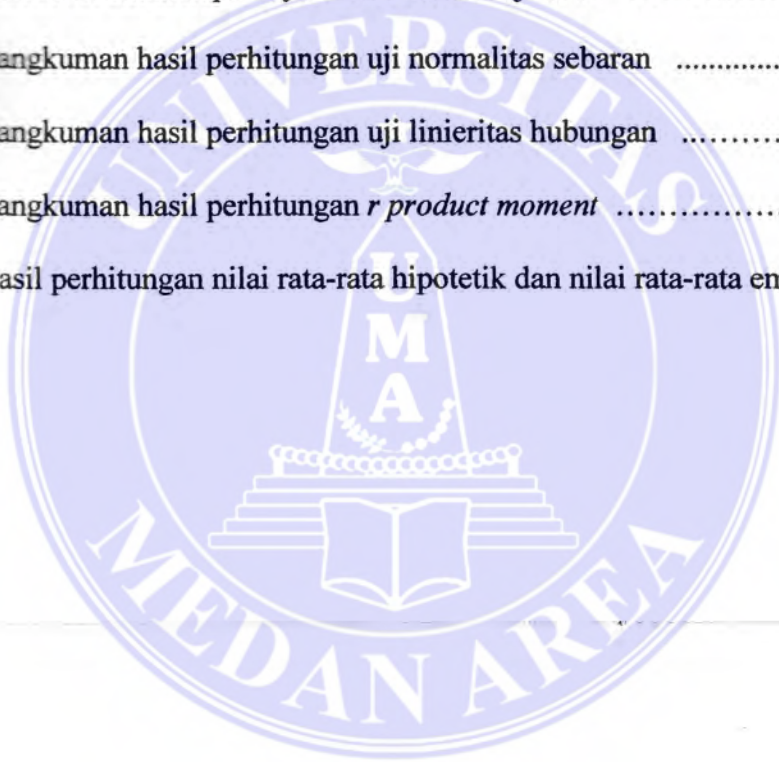 angkuman hasil perhitungan uji normalitas sebaran ..............
angkuman hasil perhitungan uji linieritas hubungan ..........
angkuman hasil perhitungan r product moment ................
asil perhitungan nilai rata-rata hipotetik dan nilai rata-rata em
UNIVERSITAS
U
M
A
MEDAN AREA